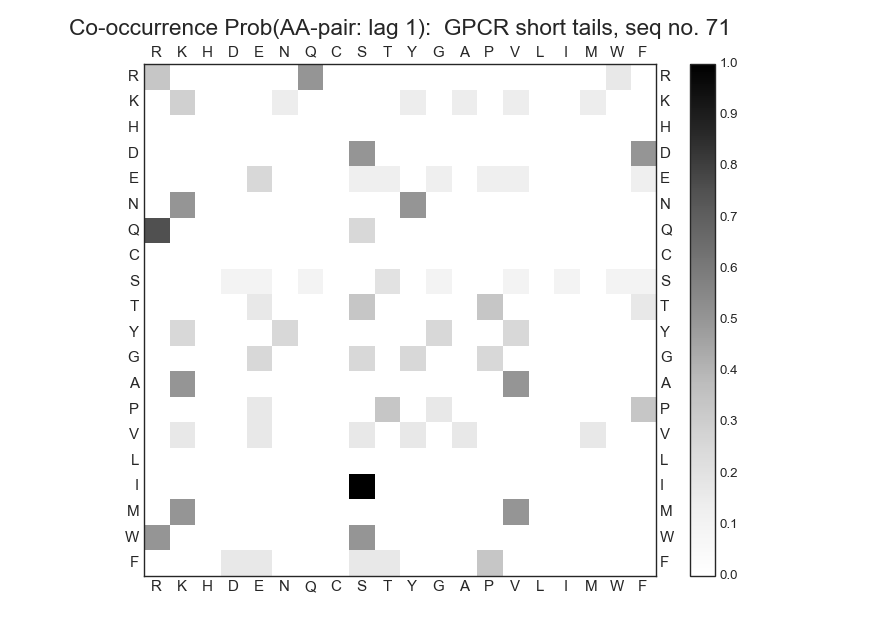 Co-occurrence Prob(AA-pair: lag 1):  GPCR short tails, seq no. 71
R K H D E N Q C S T Y G A P V L I M W F
R R 1.0
K K 0.9
H H
D D 0.8
E E
N N 0.7
Q Q
C C 0.6
S S
T T 0.5
Y Y
G G 0.4
A A
P P 0.3
V V
L L 0.2
I I
M M 0.1
W W
F F 0.0
R K H D E N Q C S T Y G A P V L I M W F